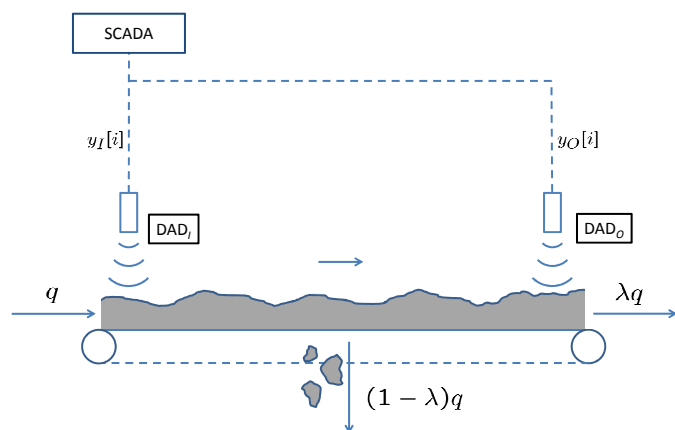 SCADA
y_I[i]
y_O[i]
DAD_I
DAD_O
q
λq
(1 − λ)q